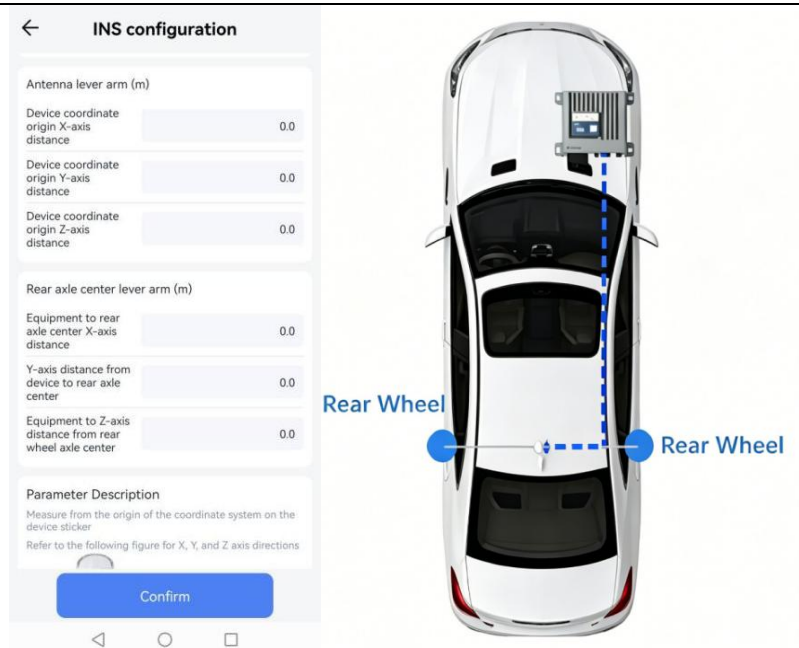 INS configuration
Antenna lever arm (m)
Device coordinate
origin X-axis
distance
0.0
Device coordinate
origin Y-axis
distance
0.0
Device coordinate
origin Z-axis
distance
0.0
Rear axle center lever arm (m)
Equipment to rear
axle center X-axis
distance
0.0
Y-axis distance from
device to rear axle
center
0.0
Equipment to Z-axis
distance from rear
wheel axle center
0.0
Parameter Description
Measure from the origin of the coordinate system on the
device sticker
Refer to the following figure for X, Y, and Z axis directions
Confirm
Rear Wheel
Rear Wheel